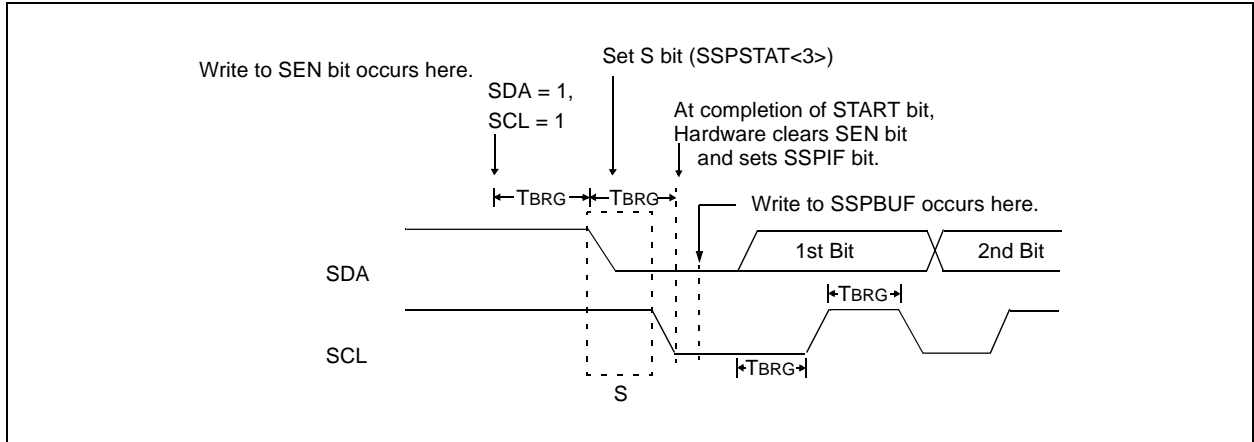 Write to SEN bit occurs here.
Set S bit (SSPSTAT<3>)
SDA = 1,
SCL = 1
At completion of START bit,
Hardware clears SEN bit
and sets SSPIF bit.
TBRG
TBRG
Write to SSPBUF occurs here.
SDA
1st Bit
2nd Bit
TBRG
SCL
TBRG
S